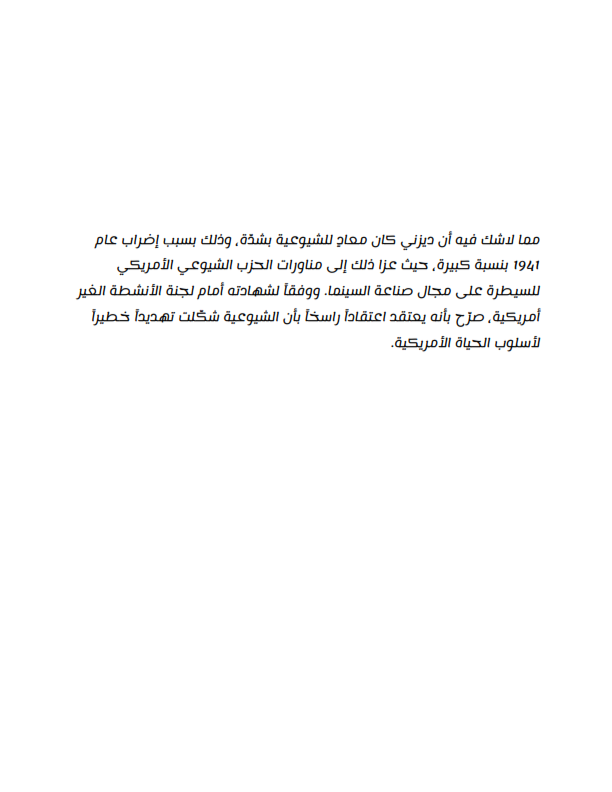 مما لاشك فيه أن ديزني كان معادٍ للشيوعية بشدّة، وذلك بسبب إضراب عام
1941 بنسبة كبيرة، حيث عزا ذلك إلى مناورات الحزب الشيوعي الأمريكي
للسيطرة على مجال صناعة السينما. ووفقاً لشهادته أمام لجنة الأنشطة الغير
أمريكية، صرّح بأنه يعتقد اعتقاداً راسخاً بأن الشيوعية شكّلت تهديداً خطيراً
لأسلوب الحياة الأمريكية.